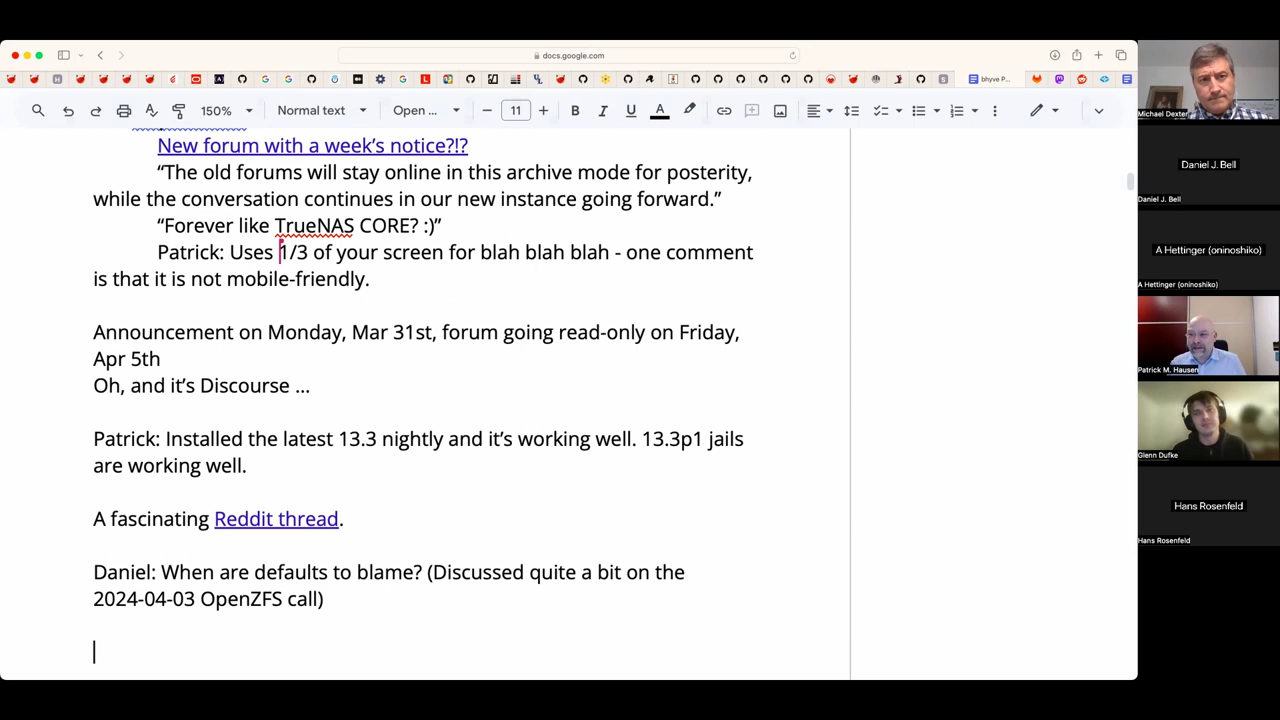 docs.google.com
bhyve P...
150%
Normal text
Open ...
11
New forum with a week's notice?!?
“The old forums will stay online in this archive mode for posterity,
while the conversation continues in our new instance going forward.”
“Forever like TrueNAS CORE? :)”
Patrick: Uses 1/3 of your screen for blah blah blah - one comment
is that it is not mobile-friendly.
Announcement on Monday, Mar 31st, forum going read-only on Friday,
Apr 5th
Oh, and it’s Discourse ...
Patrick: Installed the latest 13.3 nightly and it’s working well. 13.3p1 jails
are working well.
A fascinating Reddit thread.
Daniel: When are defaults to blame? (Discussed quite a bit on the
2024-04-03 OpenZFS call)
Michael Dexter
Daniel J. Bell
Daniel J. Bell
A Hettinger (oninoshiko)
A Hettinger (oninoshiko)
Patrick M. Hausen
Glenn Dufke
Hans Rosenfeld
Hans Rosenfeld